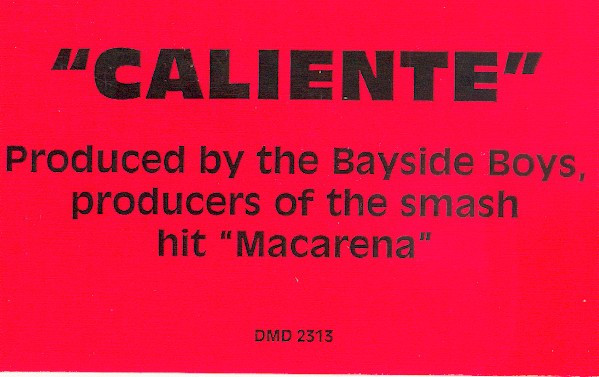 "CALIENTE"
Produced by the Bayside Boys,
producers of the smash
hit "Macarena"
DMD 2313